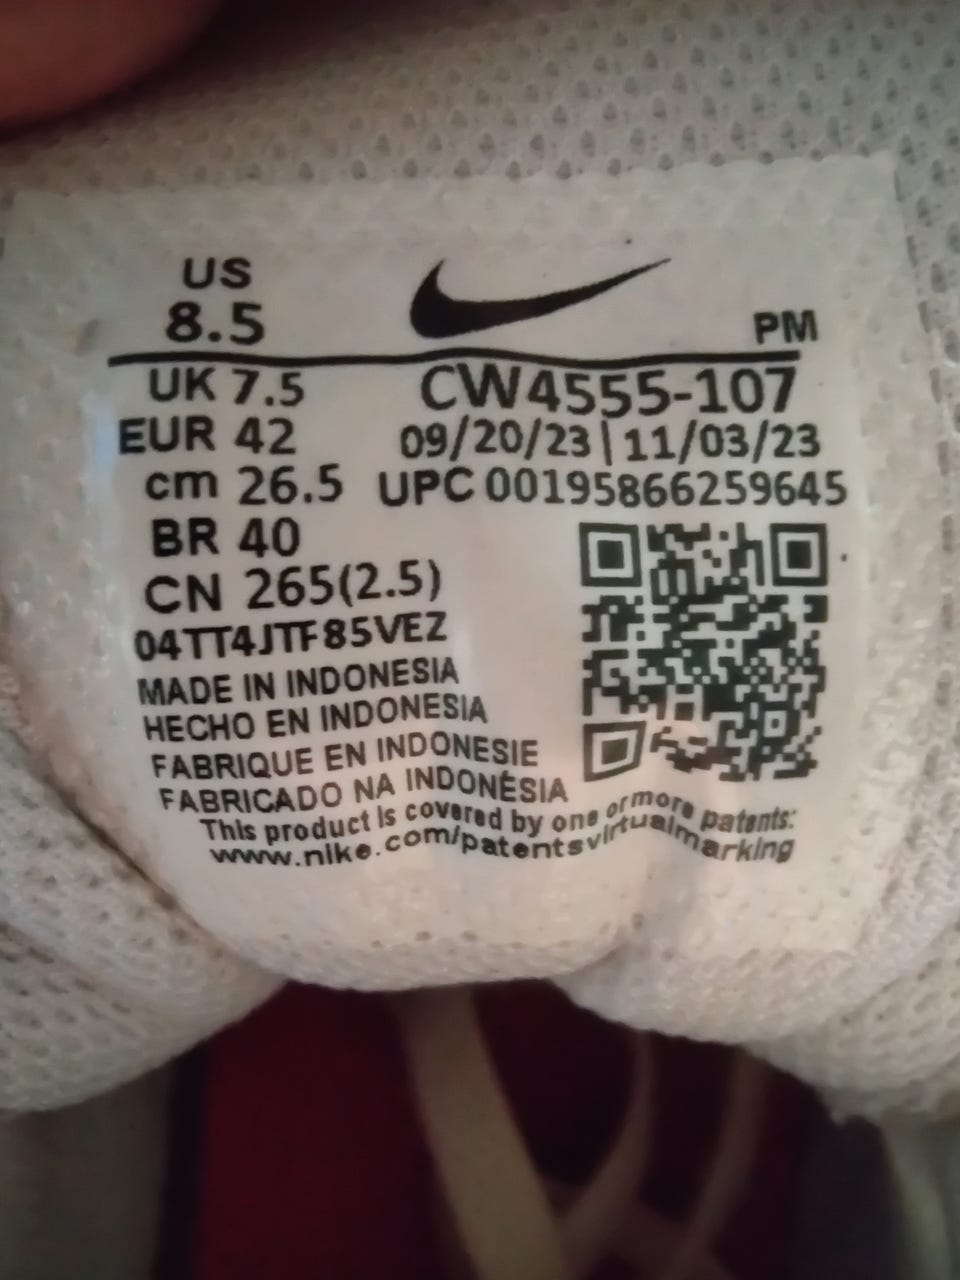 US
8.5
PM
UK 7.5
CW4555-107
EUR 42
09/20/23 | 11/03/23
cm 26.5
UPC 00195866259645
BR 40
CN 265(2.5)
04TT4JTF85VEZ
MADE IN INDONESIA
HECHO EN INDONESIA
FABRIQUE EN INDONESIE
FABRICADO NA INDONÉSIA
This product is covered by one or more patents:
www.nike.com/patentsvirtualmarking